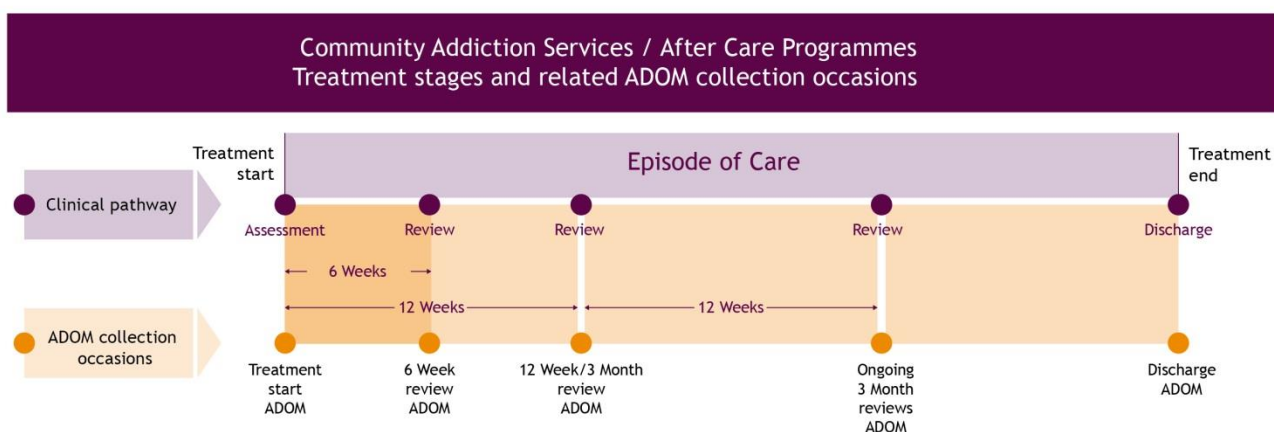 Community Addiction Services / After Care Programmes
Treatment stages and related ADOM collection occasions
Treatment
start
Episode of Care
Treatment
end
Clinical pathway
Assessment
Review
Review
Review
Discharge
6 Weeks
12 Weeks
12 Weeks
ADOM collection
occasions
Treatment
start
ADOM
6 Week
review
ADOM
12 Week/3 Month
review
ADOM
Ongoing
3 Month
reviews
ADOM
Discharge
ADOM